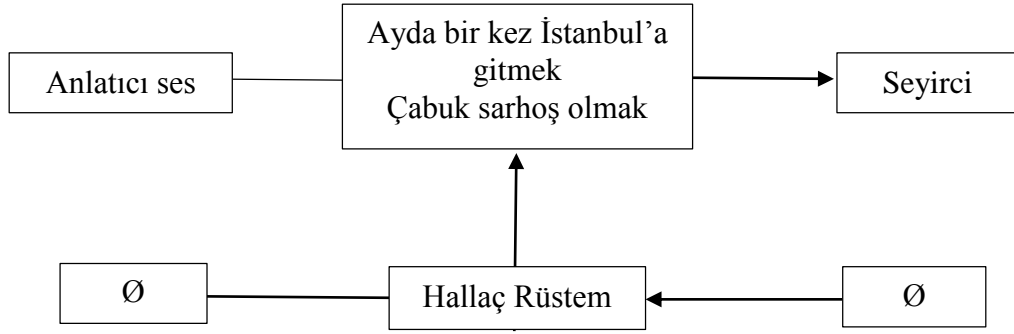 Ayda bir kez İstanbul’a
gitmek
Çabuk sarhoş olmak
Anlatıcı ses
Seyirci
Ø
Hallaç Rüstem
Ø